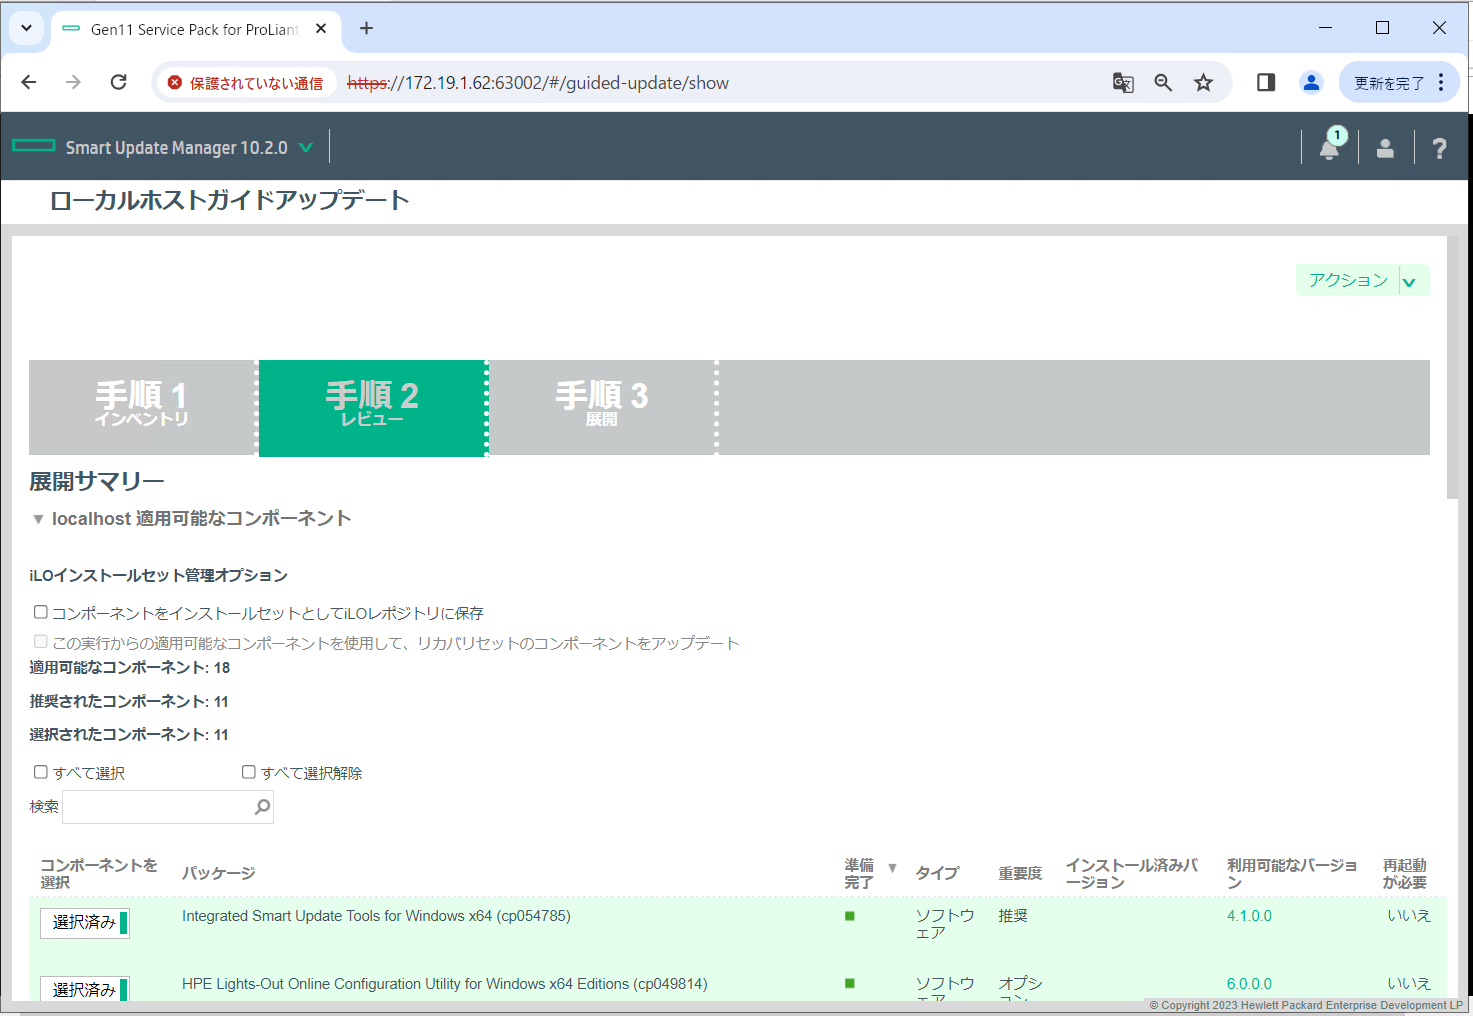 Gen11 Service Pack for ProLiant
保護されていない通信
https://172.19.1.62:63002/#/guided-update/show
更新を完了
Smart Update Manager 10.2.0
1
?
ローカルホストガイドアップデート
アクション
手順 1
インベントリ
手順 2
レビュー
手順 3
展開
展開サマリー
localhost 適用可能なコンポーネント
iLOインストールセット管理オプション
コンポーネントをインストールセットとしてiLOレポジトリに保存
この実行からの適用可能なコンポーネントを使用して、リカバリセットのコンポーネントをアップデート
適用可能なコンポーネント: 18
推奨されたコンポーネント: 11
選択されたコンポーネント: 11
すべて選択 すべて選択解除
検索
コンポーネントを
選択
パッケージ
準備
完了
タイプ
重要度
インストール済みバ
ージョン
利用可能なバージョ
ン
再起動
が必要
選択済み
Integrated Smart Update Tools for Windows x64 (cp054785)
ソフトウ
ェア
推奨
4.1.0.0
いいえ
選択済み
HPE Lights-Out Online Configuration Utility for Windows x64 Editions (cp049814)
ソフトウ
ェア
オプシ
ョン
6.0.0.0
いいえ
© Copyright 2023 Hewlett Packard Enterprise Development LP